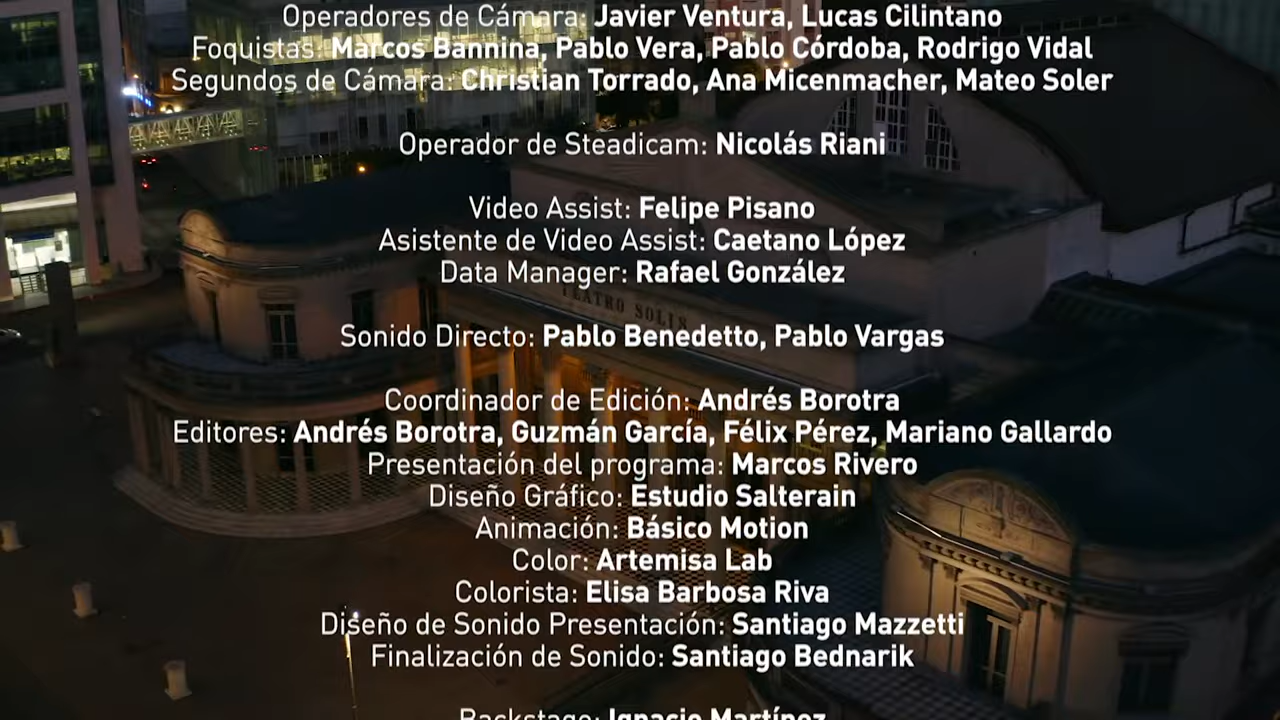 Operadores de Cámara: Javier Ventura, Lucas Cilintano
Foquistas: Marcos Bannina, Pablo Vera, Pablo Córdoba, Rodrigo Vidal
Segundos de Cámara: Christian Torrado, Ana Micenmacher, Mateo Soler
Operador de Steadicam: Nicolás Riani
Video Assist: Felipe Pisano
Asistente de Video Assist: Caetano López
Data Manager: Rafael González
TEATRO SOLIS
Sonido Directo: Pablo Benedetto, Pablo Vargas
Coordinador de Edición: Andrés Borotra
Editores: Andrés Borotra, Guzmán García, Félix Pérez, Mariano Gallardo
Presentación del programa: Marcos Rivero
Diseño Gráfico: Estudio Salterain
Animación: Básico Motion
Color: Artemisa Lab
Colorista: Elisa Barbosa Riva
Diseño de Sonido Presentación: Santiago Mazzetti
Finalización de Sonido: Santiago Bednarik
Backstage: Ignacio Martínez